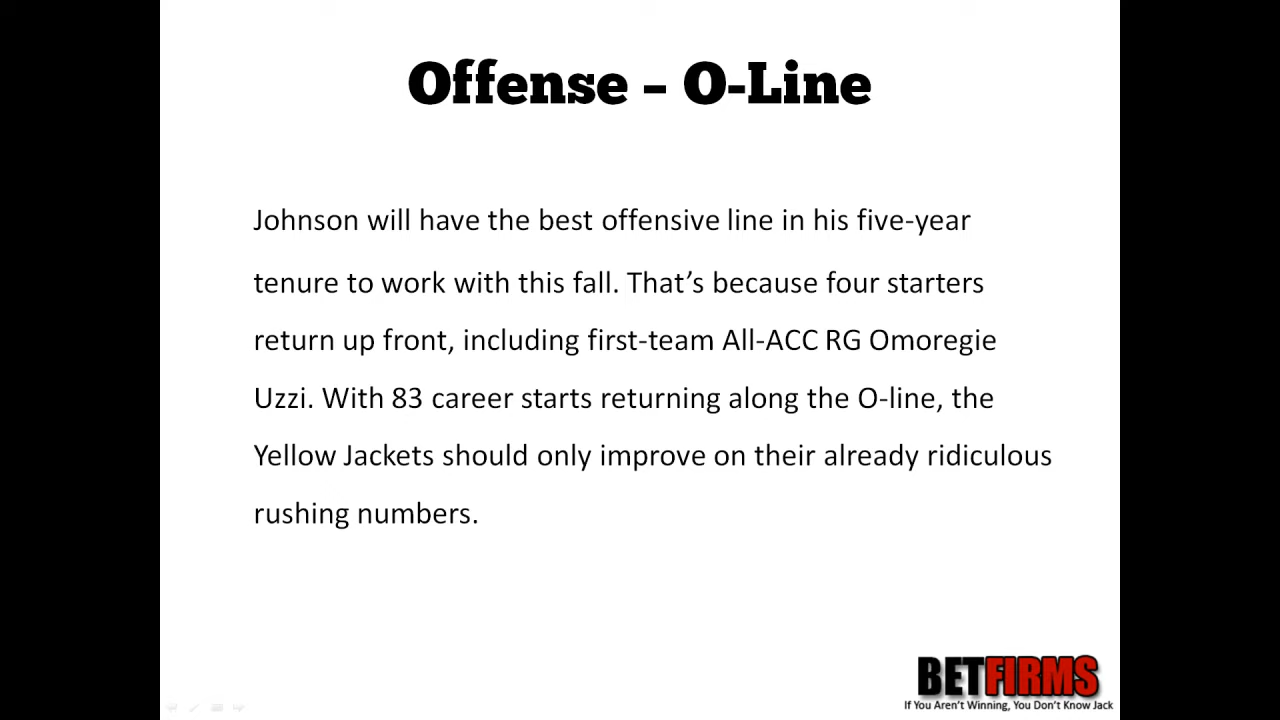 Offense – O-Line
Johnson will have the best offensive line in his five-year
tenure to work with this fall. That’s because four starters
return up front, including first-team All-ACC RG Omoregie
Uzzi. With 83 career starts returning along the O-line, the
Yellow Jackets should only improve on their already ridiculous
rushing numbers.
BETFIRMS
If You Aren't Winning, You Don't Know Jack